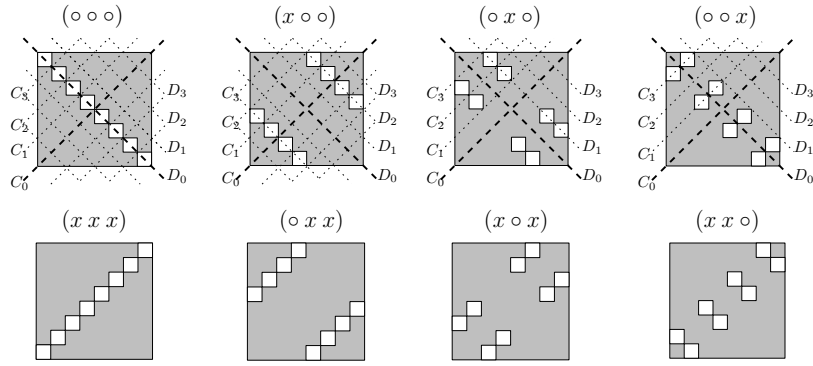 (∘ ∘ ∘) (x ∘ ∘) (∘ x ∘) (∘ ∘ x)
C₃ D₃ C₃ D₃ C₃ D₃ C₃ D₃
C₂ D₂ C₂ D₂ C₂ D₂ C₂ D₂
C₁ D₁ C₁ D₁ C₁ D₁ C₁ D₁
C₀ D₀ C₀ D₀ C₀ D₀ C₀ D₀
(x x x) (∘ x x) (x ∘ x) (x x ∘)